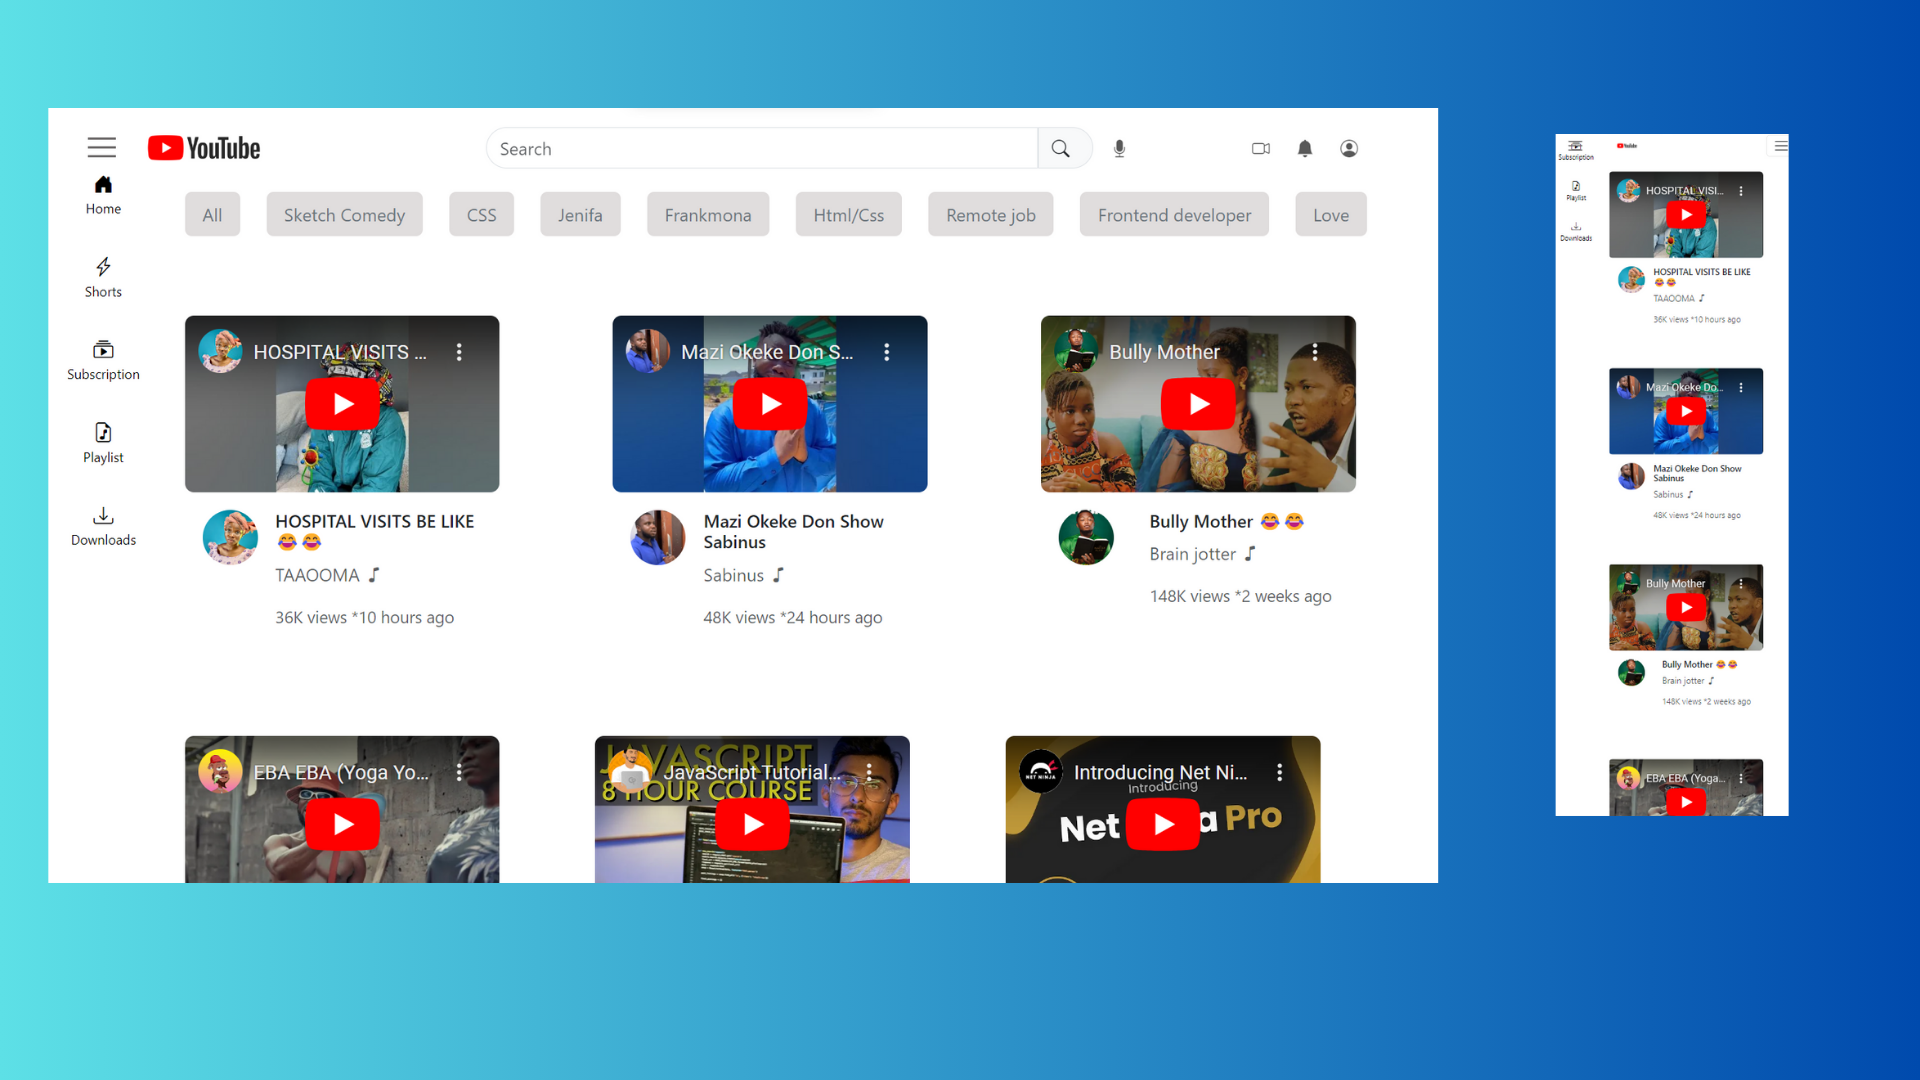 YouTube
Search
Home
All
Sketch Comedy
CSS
Jenifa
Frankmona
Html/Css
Remote job
Frontend developer
Love
Shorts
Subscription
Playlist
Downloads
HOSPITAL VISITS ...
HOSPITAL VISITS BE LIKE
😂😂
TAAOOMA
36K views *10 hours ago
Mazi Okeke Don S...
Mazi Okeke Don Show
Sabinus
Sabinus
48K views *24 hours ago
Bully Mother
Bully Mother 😂😂
Brain jotter
148K views *2 weeks ago
EBA EBA (Yoga Yo...
JAVASCRIPT
JavaScript Tutorial...
8 HOUR COURSE
NET NINJA
Introducing Net Ni...
Introducing
Net a Pro
Subscription
YouTube
Playlist
Downloads
HOSPITAL VISI...
HOSPITAL VISITS BE LIKE
😂😂
TAAOOMA
36K views *10 hours ago
Mazi Okeke Do...
Mazi Okeke Don Show
Sabinus
Sabinus
48K views *24 hours ago
Bully Mother
Bully Mother 😂😂
Brain jotter
148K views *2 weeks ago
EBA EBA (Yoga...